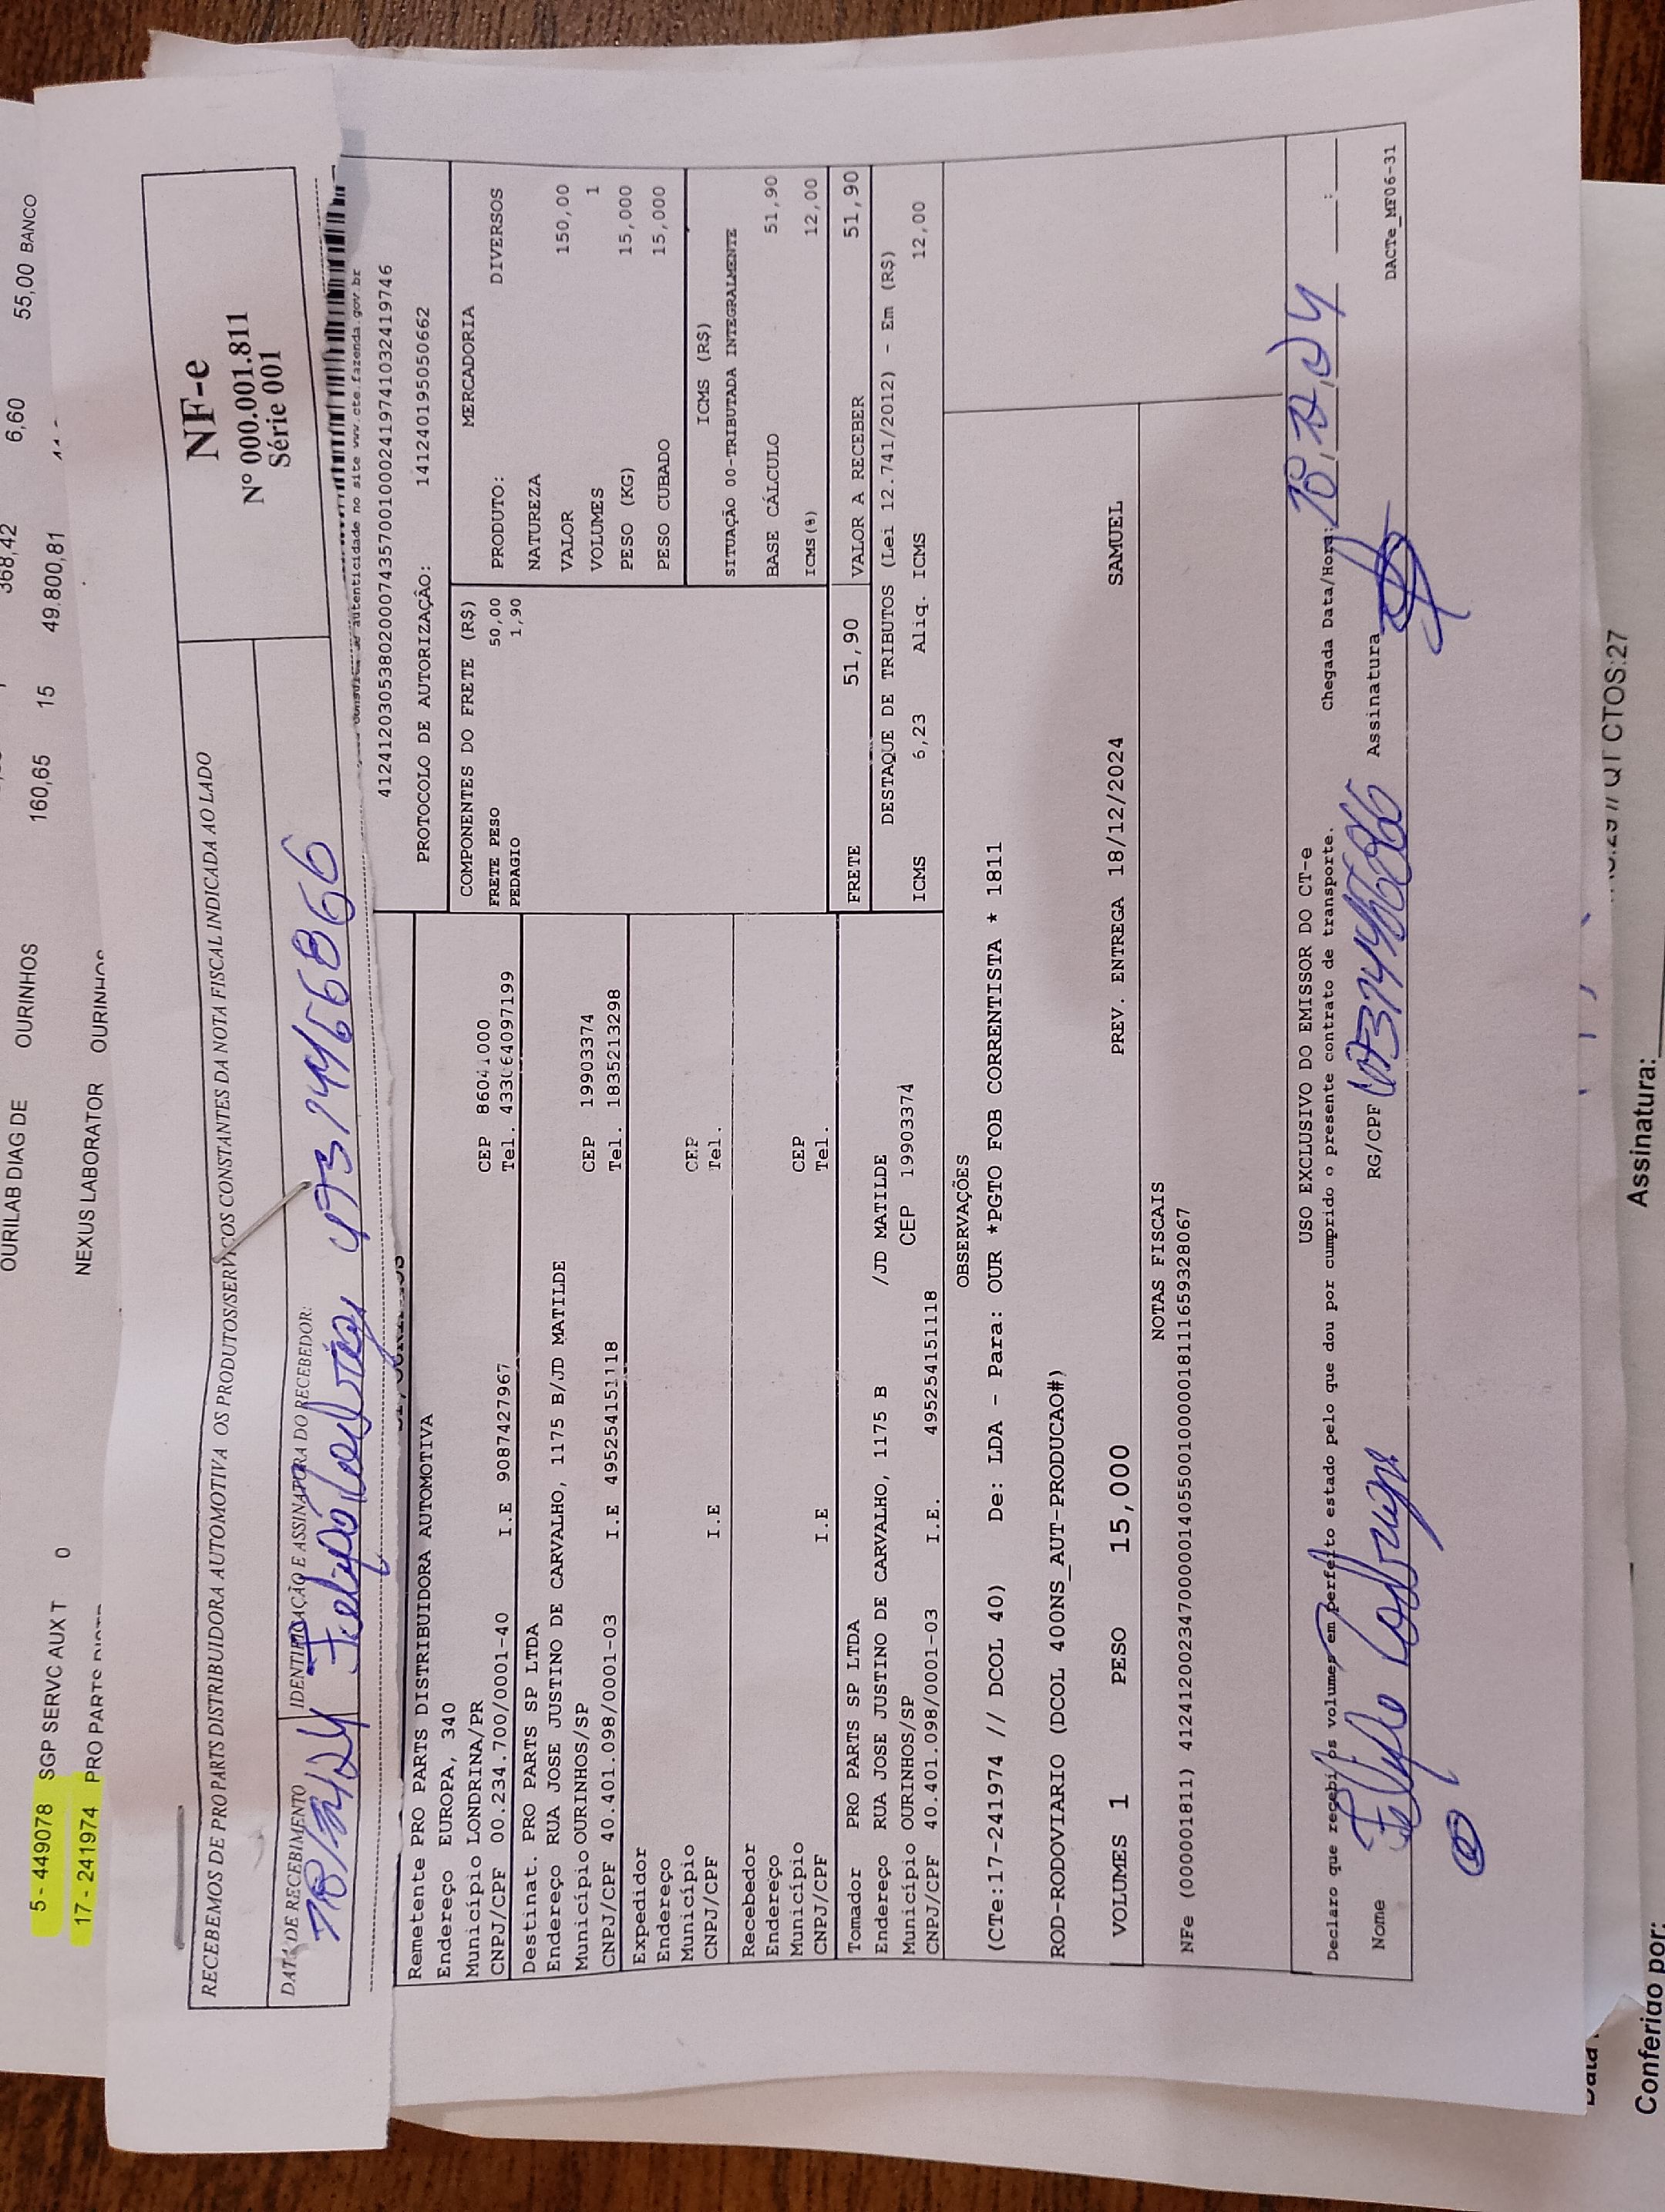 368,42 6,60 55,00 BANCO
OURILAB DIAG DE OURINHOS 160,65 15 49.800,81
5 - 449078 SGP SERVC AUX T 0
17 - 241974 PRO PARTS NEXUS LABORATOR OURINHOS
RECEBEMOS DE PRO PARTS DISTRIBUIDORA AUTOMOTIVA OS PRODUTOS/SERVIÇOS CONSTANTES DA NOTA FISCAL INDICADA AO LADO
NF-e
Nº 000.001.811
Série 001
DATA DE RECEBIMENTO
IDENTIFICAÇÃO E ASSINATURA DO RECEBEDOR:
autenticidade no site www.cte.fazenda.gov.br
41241203053802000743570010002419741032419746
PROTOCOLO DE AUTORIZAÇÃO: 141240195050662
Remetente PRO PARTS DISTRIBUIDORA AUTOMOTIVA
Endereço EUROPA, 340
Município LONDRINA/PR CEP
CNPJ/CPF 00.234.700/0001-40 I.E 9087427967 Tel.
Destinat. PRO PARTS SP LTDA
Endereço RUA JOSE JUSTINO DE CARVALHO, 1175 B/JD MATILDE
Município OURINHOS/SP CEP 19903374
CNPJ/CPF 40.401.098/0001-03 I.E 495254151118 Tel. 1835213298
Expedidor
Endereço
Município CEP
CNPJ/CPF I.E Tel.
Recebedor
Endereço
Município CEP
CNPJ/CPF I.E Tel.
Tomador PRO PARTS SP LTDA
Endereço RUA JOSE JUSTINO DE CARVALHO, 1175 B /JD MATILDE
Município OURINHOS/SP CEP 19903374
CNPJ/CPF 40.401.098/0001-03 I.E. 495254151118
COMPONENTES DO FRETE (R$)
FRETE PESO 50,00
PEDAGIO 1,90
MERCADORIA
PRODUTO: DIVERSOS
NATUREZA
VALOR 150,00
VOLUMES 1
PESO (KG) 15,000
PESO CUBADO 15,000
ICMS (R$)
SITUAÇÃO 00-TRIBUTADA INTEGRALMENTE
BASE CÁLCULO 51,90
ICMS(%) 12,00
FRETE 51,90 VALOR A RECEBER 51,90
DESTAQUE DE TRIBUTOS (Lei 12.741/2012) - Em (R$)
ICMS 6,23 Aliq. ICMS 12,00
OBSERVAÇÕES
(CTe:17-241974 // DCOL 40) De: LDA - Para: OUR *PGTO FOB CORRENTISTA * 1811
ROD-RODOVIARIO (DCOL 400NS_AUT-PRODUCAO#)
VOLUMES 1 PESO 15,000 PREV. ENTREGA 18/12/2024 SAMUEL
NOTAS FISCAIS
NFe (000001811) 41241200234700000140550010000018111659328067
USO EXCLUSIVO DO EMISSOR DO CT-e
Declaro que recebi os volumes em perfeito estado pelo que dou por cumprido o presente contrato de transporte. Chegada Data/Hora:
Nome RG/CPF Assinatura
DACTe_MF06-31
QT CTOS:27
Assinatura:
Conferido por: